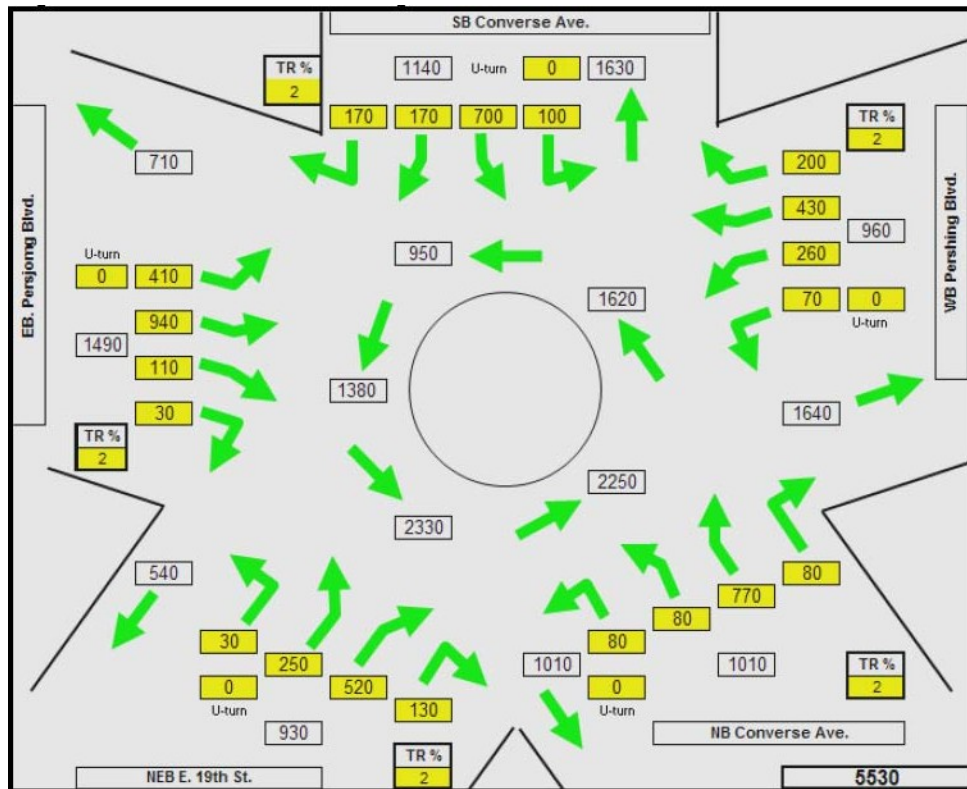 SB Converse Ave.
TR %
2
1140 U-turn 0 1630
170 170 700 100
TR %
2
710
200
430
960
950
260
EB. Persjomg Blvd.
WB Pershing Blvd.
U-turn
0 410
1620
70 0
U-turn
940
1490
110
1380
30
1640
TR %
2
2250
2330
540
80
770
80
30
80
250
1010
1010
0
U-turn
520
0
U-turn
TR %
2
130
930
NB Converse Ave.
TR %
2
NEB E. 19th St.
5530